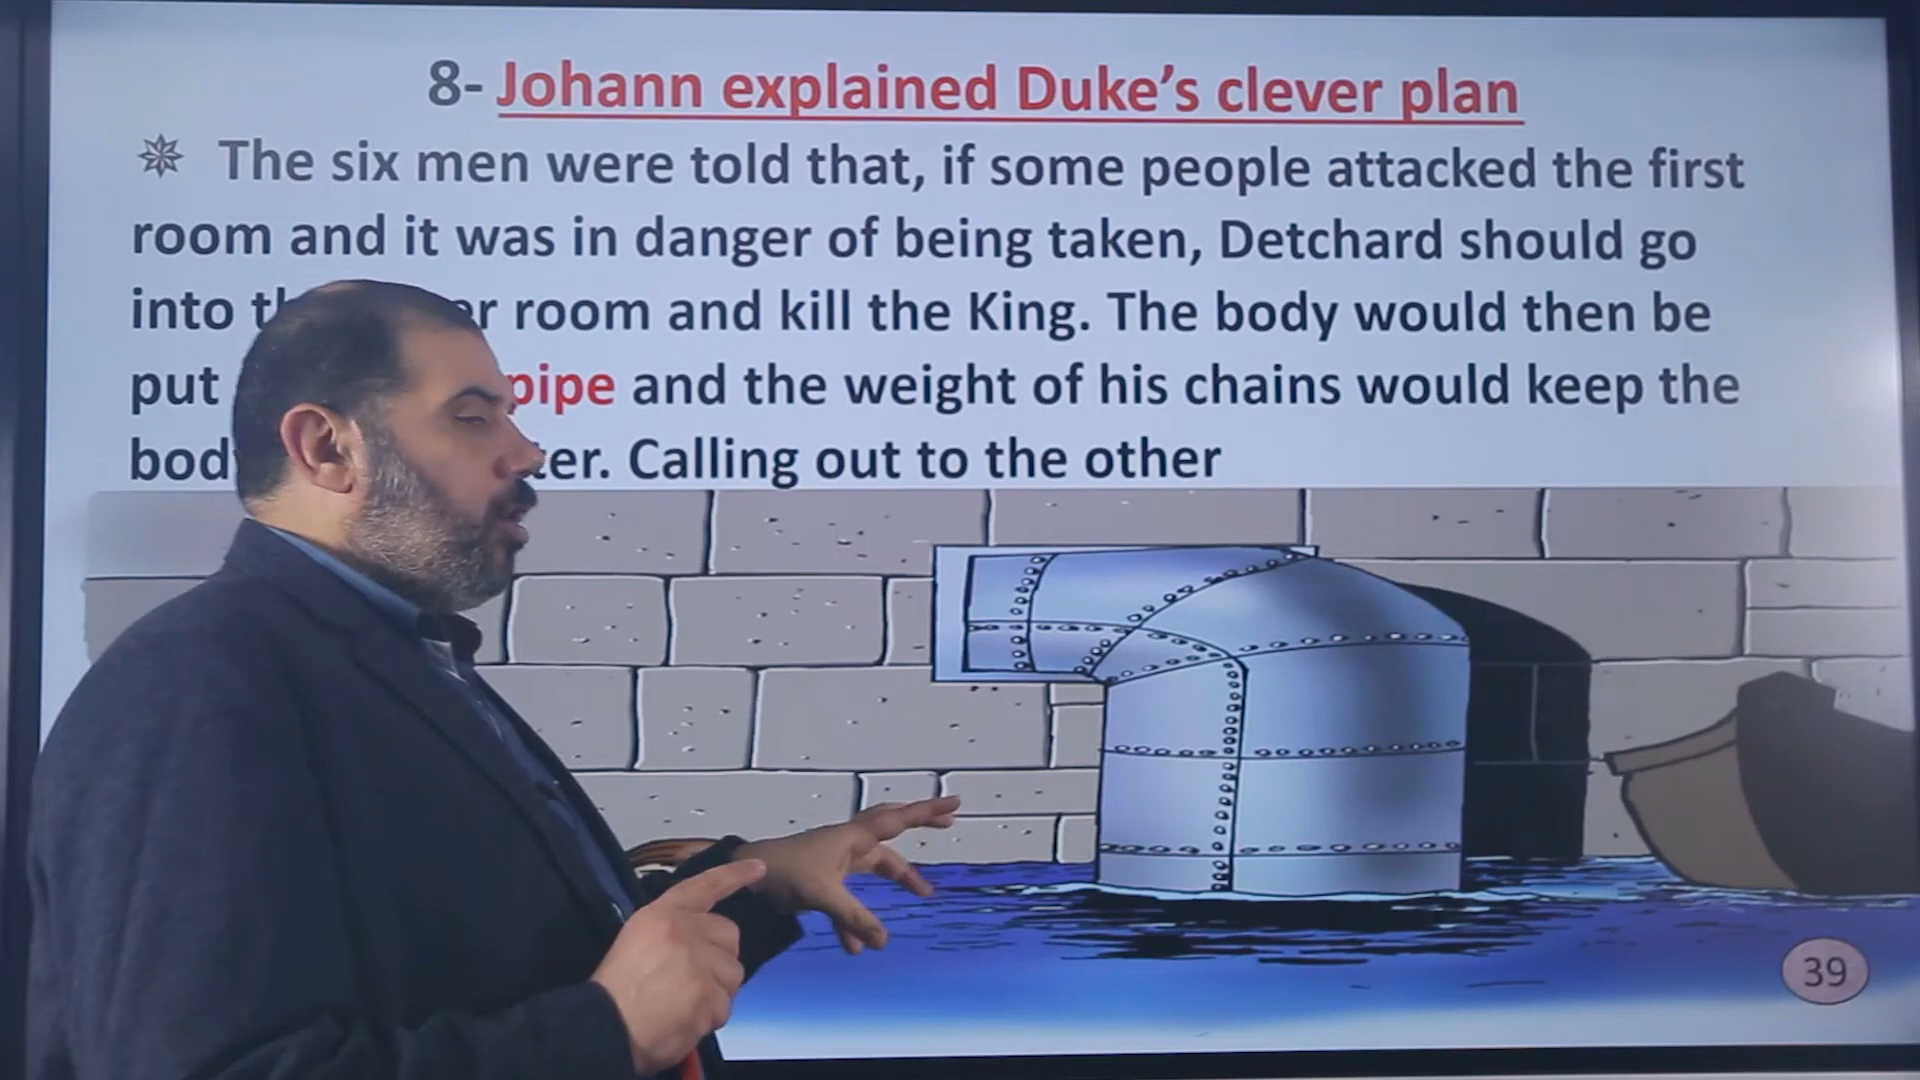 8- Johann explained Duke's clever plan
The six men were told that, if some people attacked the first
room and it was in danger of being taken, Detchard should go
into room and kill the King. The body would then be
put pipe and the weight of his chains would keep the
Calling out to the other
39